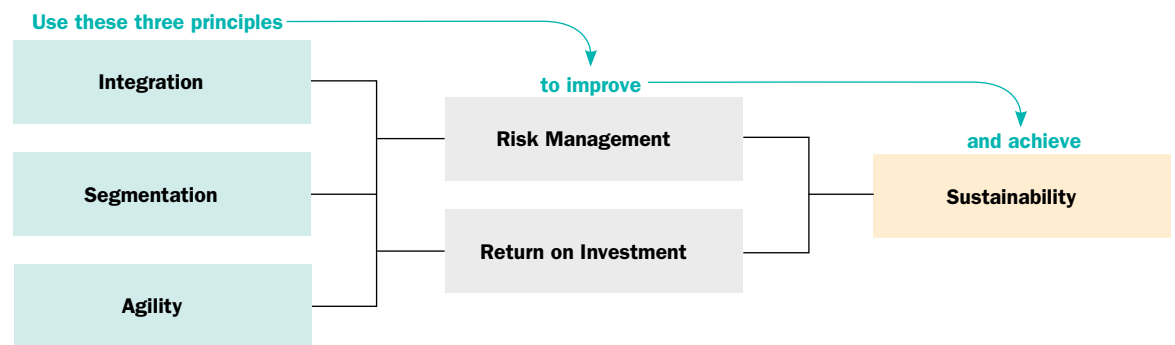 Use these three principles
Integration
Segmentation
Agility
to improve
Risk Management
Return on Investment
and achieve
Sustainability